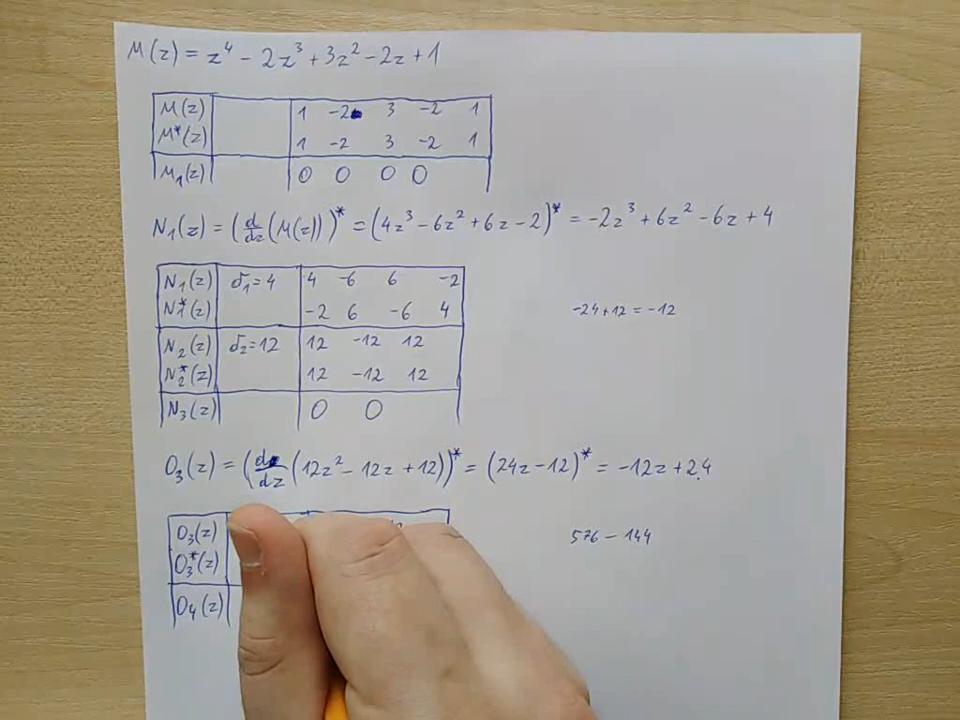 M(z) = z⁴ - 2z³ + 3z² - 2z + 1
M(z) 1 -2 3 -2 1
M*(z) 1 -2 3 -2 1
M₁(z) 0 0 0 0
N₁(z) = (d/dz (M(z)))* = (4z³ - 6z² + 6z - 2)* = -2z³ + 6z² - 6z + 4
N₁(z) δ₁=4 4 -6 6 -2
N₁*(z) -2 6 -6 4
-24+12 = -12
N₂(z) δ₂=12 12 -12 12
N₂*(z) 12 -12 12
N₃(z) 0 0
O₃(z) = (d/dz (12z² - 12z + 12))* = (24z - 12)* = -12z + 24
O₃(z)
576 - 144
O₃*(z)
O₄(z)